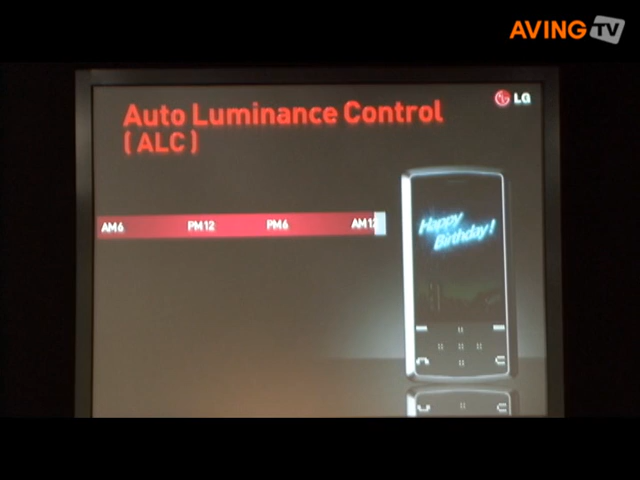 AVING TV
LG
Auto Luminance Control
( ALC )
AM6 PM12 PM6 AM12
Happy
Birthday!